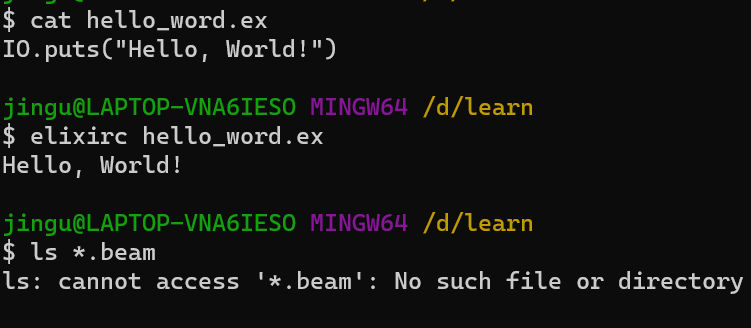 $ cat hello_word.ex
IO.puts("Hello, World!")
jingu@LAPTOP-VNA6IESO MINGW64 /d/learn
$ elixirc hello_word.ex
Hello, World!
jingu@LAPTOP-VNA6IESO MINGW64 /d/learn
$ ls *.beam
ls: cannot access '*.beam': No such file or directory